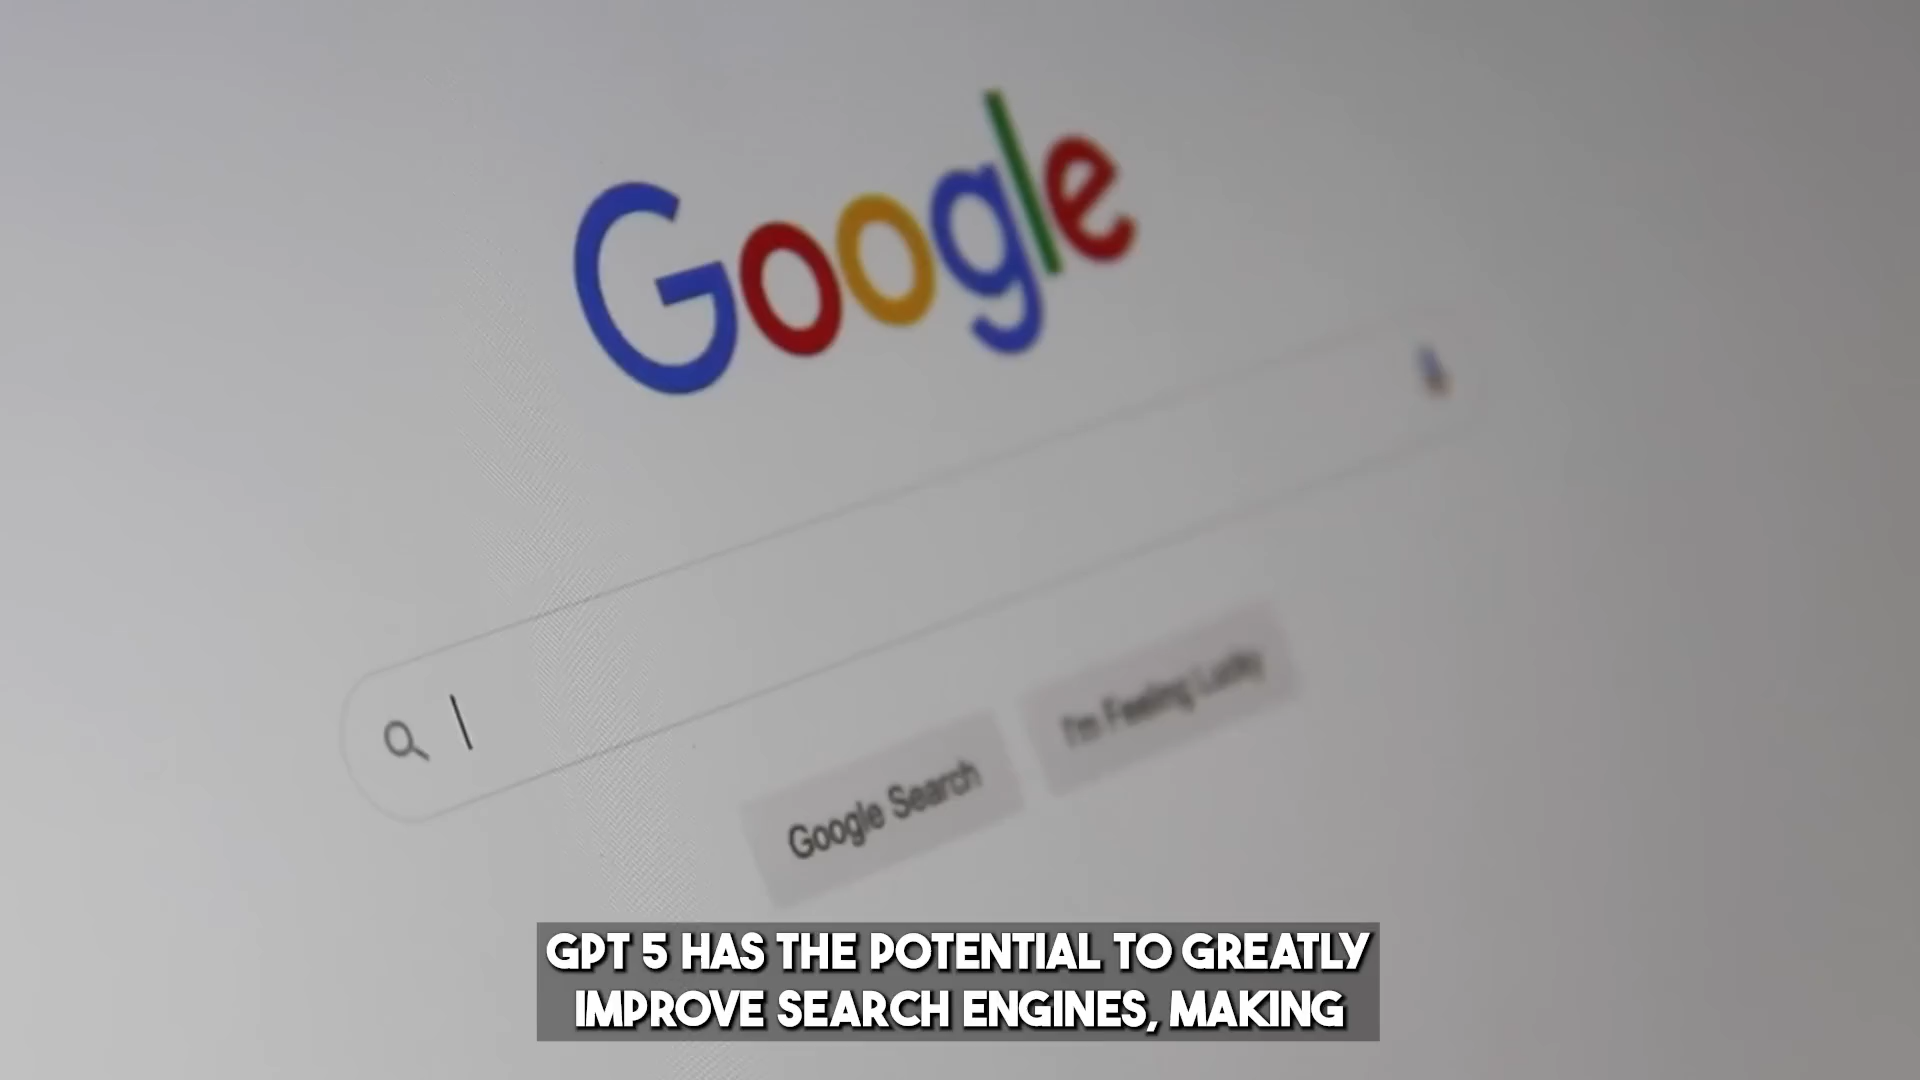 Google
Google Search
I'm Feeling Lucky
GPT 5 HAS THE POTENTIAL TO GREATLY
IMPROVE SEARCH ENGINES, MAKING